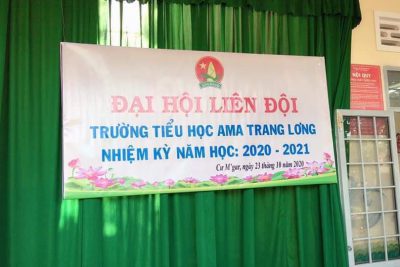 ĐẠI HỘI LIÊN ĐỘI
TRƯỜNG TIỂU HỌC AMA TRANG LƠNG
NHIỆM KỲ NĂM HỌC: 2020 - 2021
Cư M'gar, ngày 23 tháng 10 năm 2020
NỘI QUY